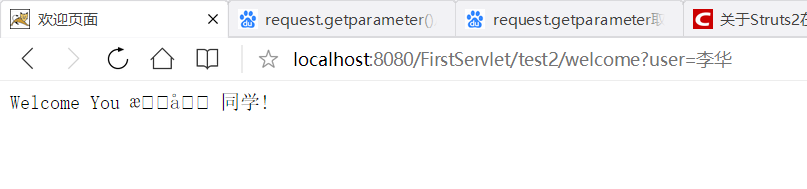 欢迎页面 request.getparameter() request.getparameter取 关于Struts2在
localhost:8080/FirstServlet/test2/welcome?user=李华
Welcome You æ□□å□□ 同学!